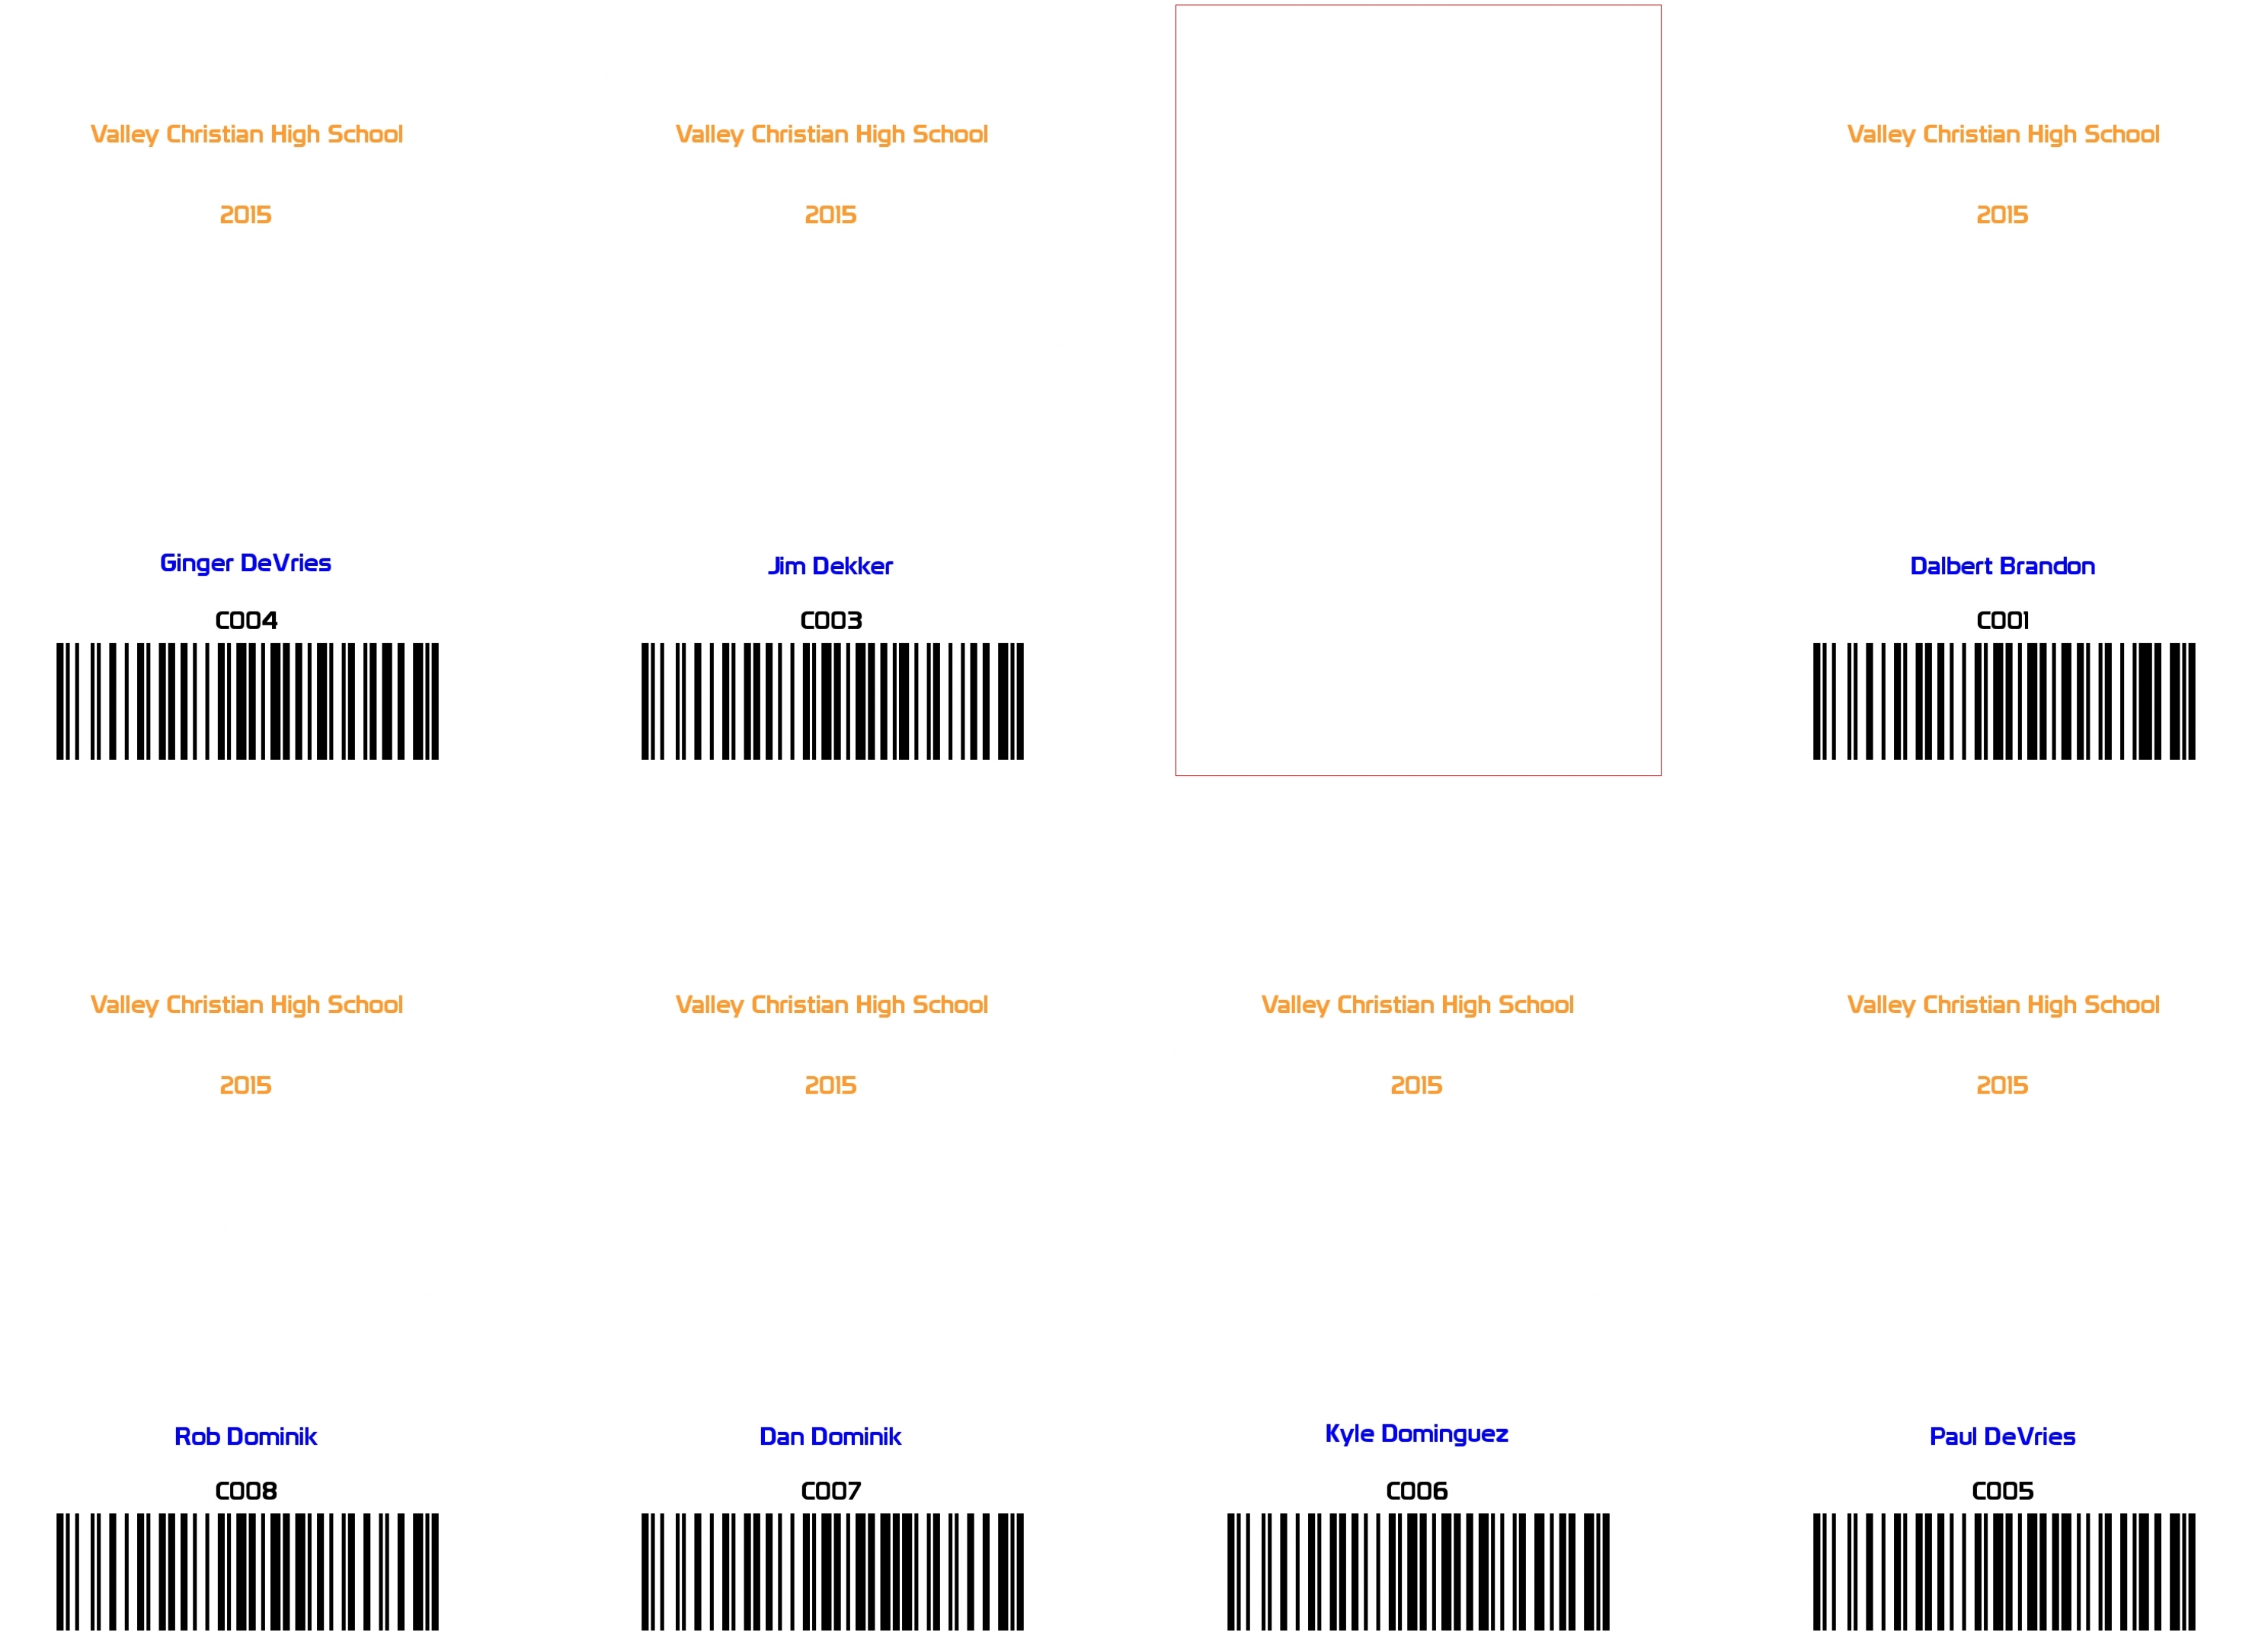 Valley Christian High School
2015
Ginger DeVries
C004
Valley Christian High School
2015
Jim Dekker
C003
Valley Christian High School
2015
Dalbert Brandon
C001
Valley Christian High School
2015
Rob Dominik
C008
Valley Christian High School
2015
Dan Dominik
C007
Valley Christian High School
2015
Kyle Dominguez
C006
Valley Christian High School
2015
Paul DeVries
C005